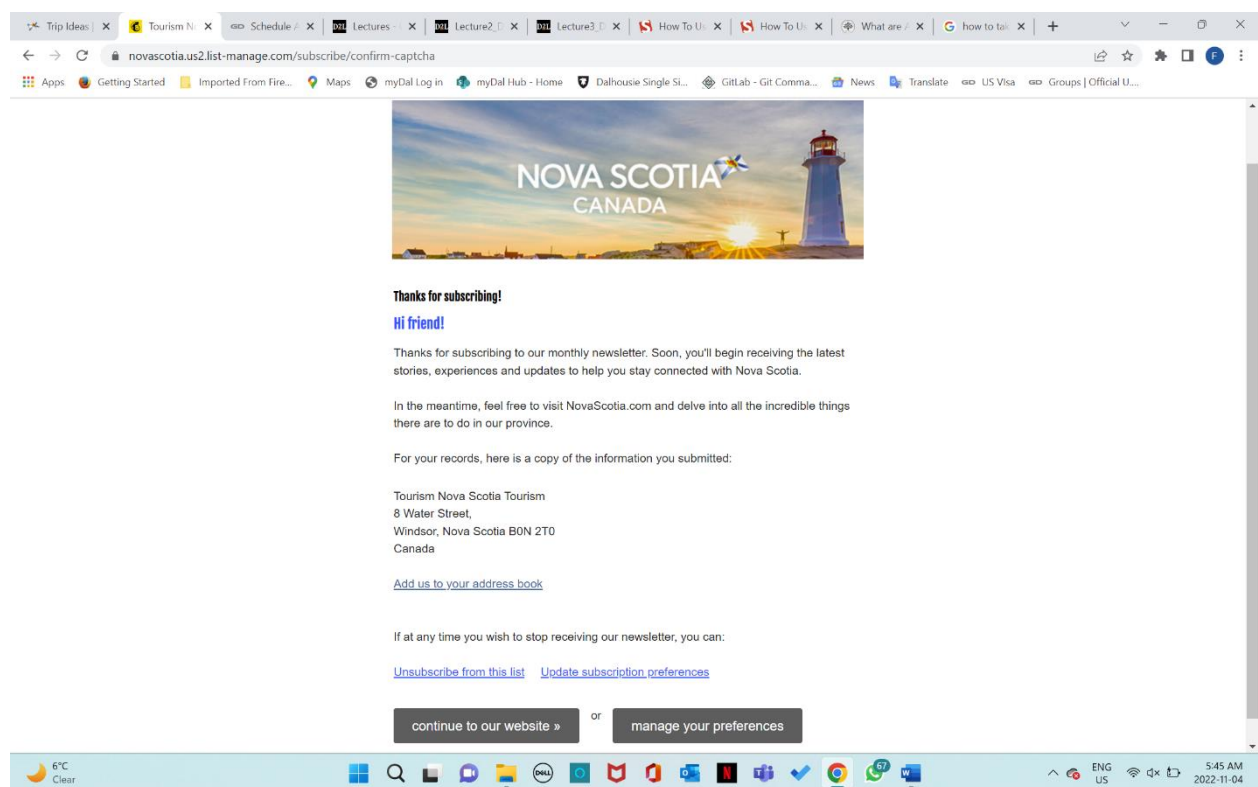 Trip Ideas
Tourism N
Schedule A
Lectures -
Lecture2_D
Lecture3_D
How To Us
How To Us
What are
how to tak
novascotia.us2.list-manage.com/subscribe/confirm-captcha
F
Apps
Getting Started
Imported From Fire...
Maps
myDal Log in
myDal Hub - Home
Dalhousie Single Si...
GitLab - Git Comma...
News
Translate
US VIsa
Groups | Official U....
NOVA SCOTIA
CANADA
Thanks for subscribing!
Hi friend!
Thanks for subscribing to our monthly newsletter. Soon, you'll begin receiving the latest
stories, experiences and updates to help you stay connected with Nova Scotia.
In the meantime, feel free to visit NovaScotia.com and delve into all the incredible things
there are to do in our province.
For your records, here is a copy of the information you submitted:
Tourism Nova Scotia Tourism
8 Water Street,
Windsor, Nova Scotia B0N 2T0
Canada
Add us to your address book
If at any time you wish to stop receiving our newsletter, you can:
Unsubscribe from this list Update subscription preferences
continue to our website » or manage your preferences
6°C
Clear
DELL
67
ENG
US
5:45 AM
2022-11-04